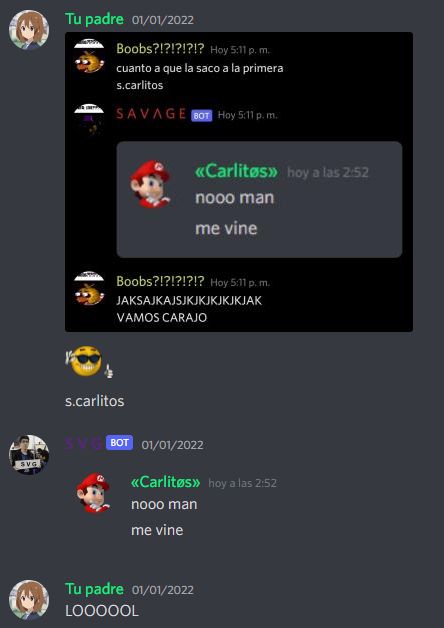 Tu padre 01/01/2022
Boobs?!?!?!?!? Hoy 5:11 p. m.
cuanto a que la saco a la primera
s.carlitos
S A V Λ G E BOT Hoy 5:11 p. m.
«Carlitøs» hoy a las 2:52
nooo man
me vine
Boobs?!?!?!?!? Hoy 5:11 p. m.
JAKSAJKAJSJKJKJKJKJKJAK
VAMOS CARAJO
s.carlitos
S V G BOT 01/01/2022
SVG
«Carlitøs» hoy a las 2:52
nooo man
me vine
Tu padre 01/01/2022
LOOOOOL